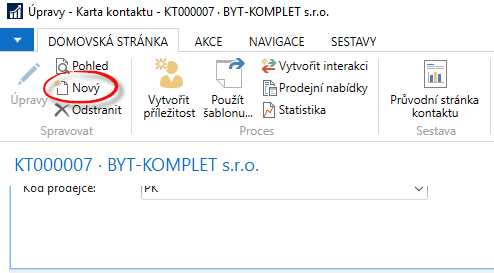 Úpravy - Karta kontaktu - KT000007 · BYT-KOMPLET s.r.o.
DOMOVSKÁ STRÁNKA AKCE NAVIGACE SESTAVY
Úpravy
Pohled
Nový
Odstranit
Spravovat
Vytvořit příležitost
Použít šablonu...
Vytvořit interakci
Prodejní nabídky
Statistika
Proces
Průvodní stránka kontaktu
Sestava
KT000007 · BYT-KOMPLET s.r.o.
Kód prodejce: PK